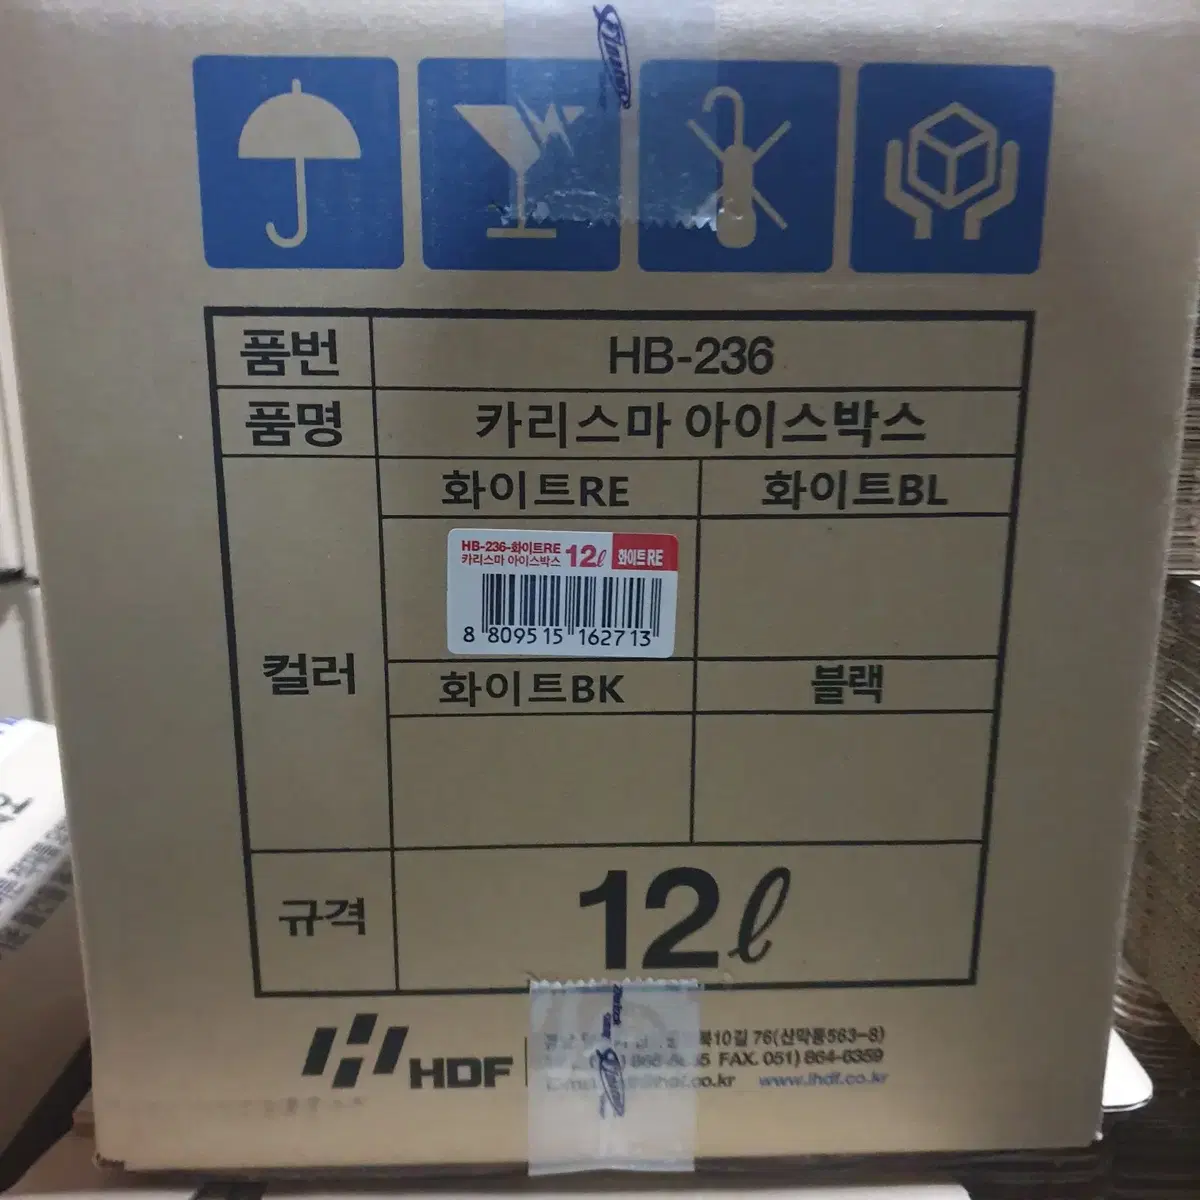 품번 HB-236
품명 카리스마 아이스박스
컬러
화이트RE 화이트BL
HB-236-화이트RE
카리스마 아이스박스
12ℓ
화이트RE
8 809515 162713
화이트BK 블랙
규격 12ℓ
HDF
10길 76(산막동563-8)
FAX. 051) 864-6359
www.ihdf.co.kr